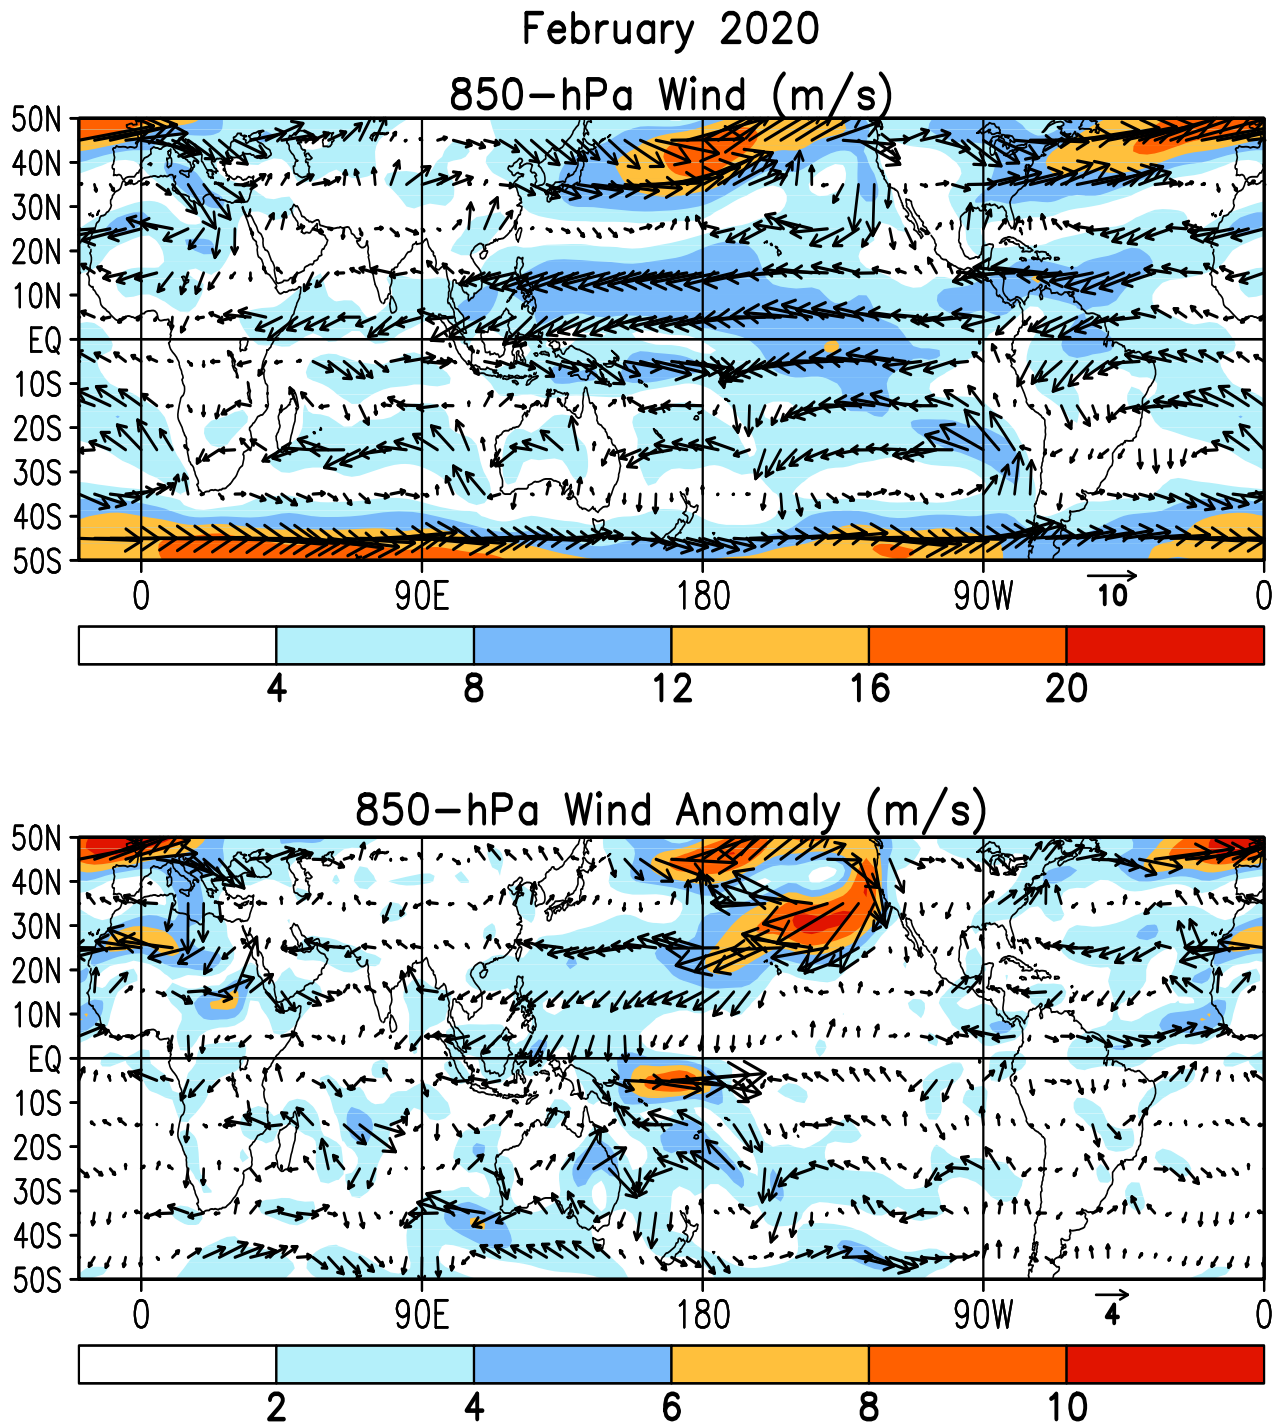 February 2020
850-hPa Wind (m/s)
50N
40N
30N
20N
10N
EQ
10S
20S
30S
40S
50S
0 90E 180 90W 0
10
4 8 12 16 20
850-hPa Wind Anomaly (m/s)
50N
40N
30N
20N
10N
EQ
10S
20S
30S
40S
50S
0 90E 180 90W 0
4
2 4 6 8 10